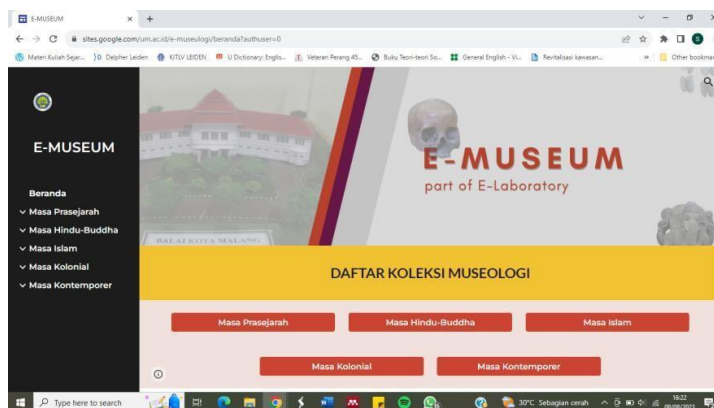 E-MUSEUM
sites.google.com/um.ac.id/e-museulogi/beranda?authuser=0
Materi Kuliah Sejar...
Delpher Leiden
KITLV LEIDEN
U Dictionary: Englis...
Veteran Perang 45...
Buku Teori-teori So...
General English - Vi...
Revitalisasi kawasan...
Other bookmar
E-MUSEUM
Beranda
Masa Prasejarah
Masa Hindu-Buddha
Masa Islam
Masa Kolonial
Masa Kontemporer
BALAI KOTA MALANG
E-MUSEUM
part of E-Laboratory
DAFTAR KOLEKSI MUSEOLOGI
Masa Prasejarah
Masa Hindu-Buddha
Masa Islam
Masa Kolonial
Masa Kontemporer
Type here to search
30°C Sebagian cerah
16:22